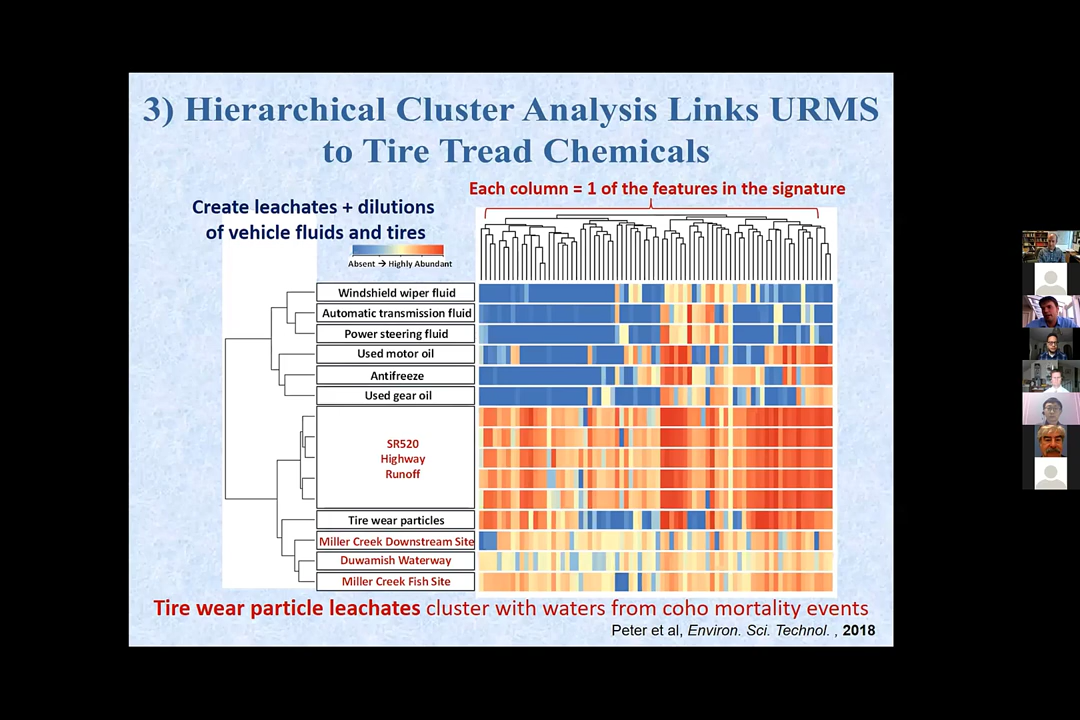 3) Hierarchical Cluster Analysis Links URMS
to Tire Tread Chemicals
Each column = 1 of the features in the signature
Create leachates + dilutions
of vehicle fluids and tires
Absent → Highly Abundant
Windshield wiper fluid
Automatic transmission fluid
Power steering fluid
Used motor oil
Antifreeze
Used gear oil
SR520
Highway
Runoff
Tire wear particles
Miller Creek Downstream Site
Duwamish Waterway
Miller Creek Fish Site
Tire wear particle leachates cluster with waters from coho mortality events
Peter et al, Environ. Sci. Technol. , 2018